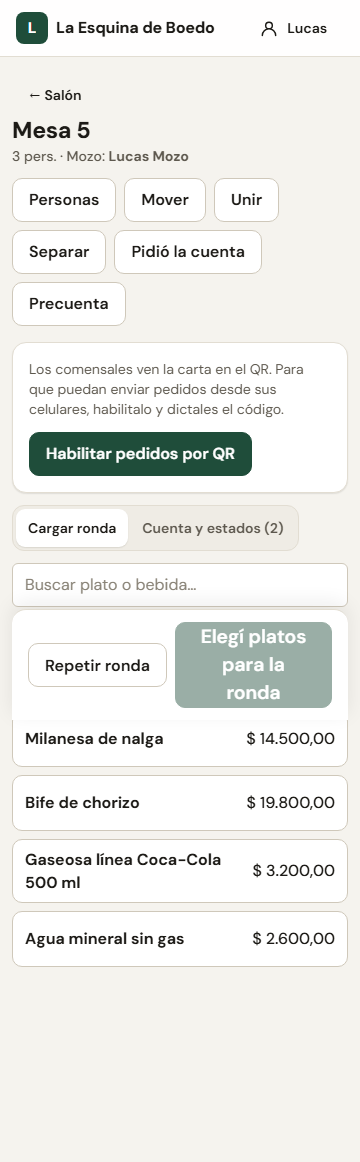 L La Esquina de Boedo Lucas
← Salón
Mesa 5
3 pers. · Mozo: Lucas Mozo
Personas Mover Unir
Separar Pidió la cuenta
Precuenta
Los comensales ven la carta en el QR. Para
que puedan enviar pedidos desde sus
celulares, habilitalo y dictales el código.
Habilitar pedidos por QR
Cargar ronda Cuenta y estados (2)
Buscar plato o bebida...
Repetir ronda
Elegí platos
para la
ronda
Milanesa de nalga $ 14.500,00
Bife de chorizo $ 19.800,00
Gaseosa línea Coca-Cola
500 ml
$ 3.200,00
Agua mineral sin gas $ 2.600,00